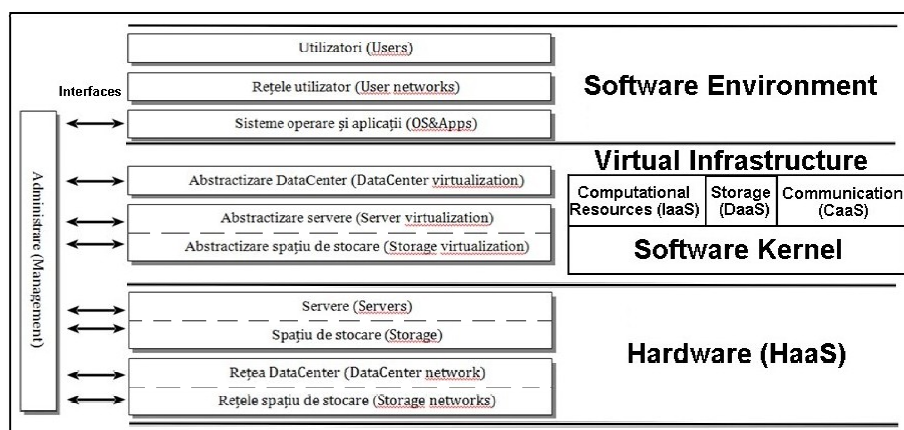 Utilizatori (Users)
Rețele utilizator (User networks)
Sisteme operare și aplicații (OS&Apps)
Software Environment
Interfaces
Administrare (Management)
Abstractizare DataCenter (DataCenter virtualization)
Abstractizare servere (Server virtualization)
Abstractizare spațiu de stocare (Storage virtualization)
Virtual Infrastructure
Computational
Resources (IaaS)
Storage
(DaaS)
Communication
(CaaS)
Software Kernel
Servere (Servers)
Spațiu de stocare (Storage)
Rețea DataCenter (DataCenter network)
Rețele spațiu de stocare (Storage networks)
Hardware (HaaS)